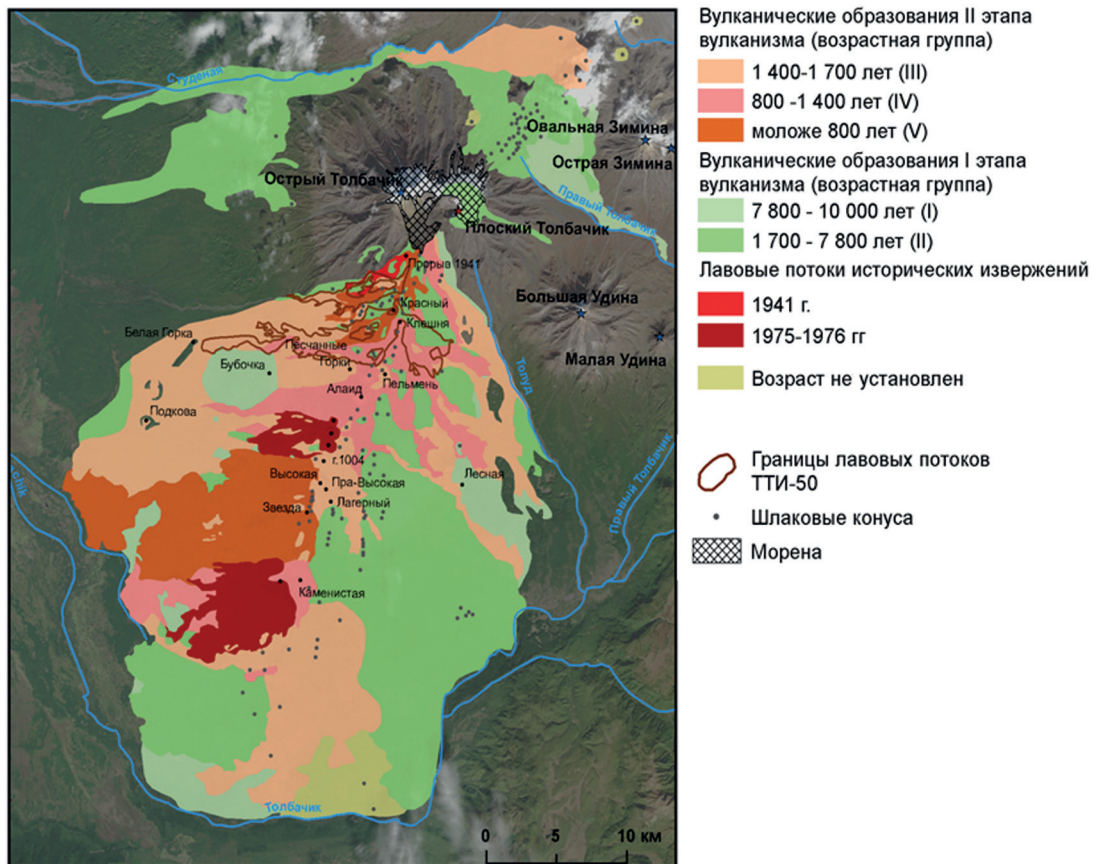 Студеная
Овальная Зимина
Острая Зимина
Острый Толбачик
Правый Толбачик
Плоский Толбачик
Прорыв 1941
Большая Удина
Красный
Клешня
Белая Горка
Песчанные
Горки
Малая Удина
Бубочка
Пельмень
Алаид
Толуд
Подкова
г.1004
Высокая
Пра-Высокая
Лесная
Лагерный
Звезда
Правый Толбачик
chik
Каменистая
Толбачик
0 5 10 км
Вулканические образования II этапа
вулканизма (возрастная группа)
1 400-1 700 лет (III)
800 -1 400 лет (IV)
моложе 800 лет (V)
Вулканические образования I этапа
вулканизма (возрастная группа)
7 800 - 10 000 лет (I)
1 700 - 7 800 лет (II)
Лавовые потоки исторических извержений
1941 г.
1975-1976 гг
Возраст не установлен
Границы лавовых потоков
ТТИ-50
Шлаковые конуса
Морена